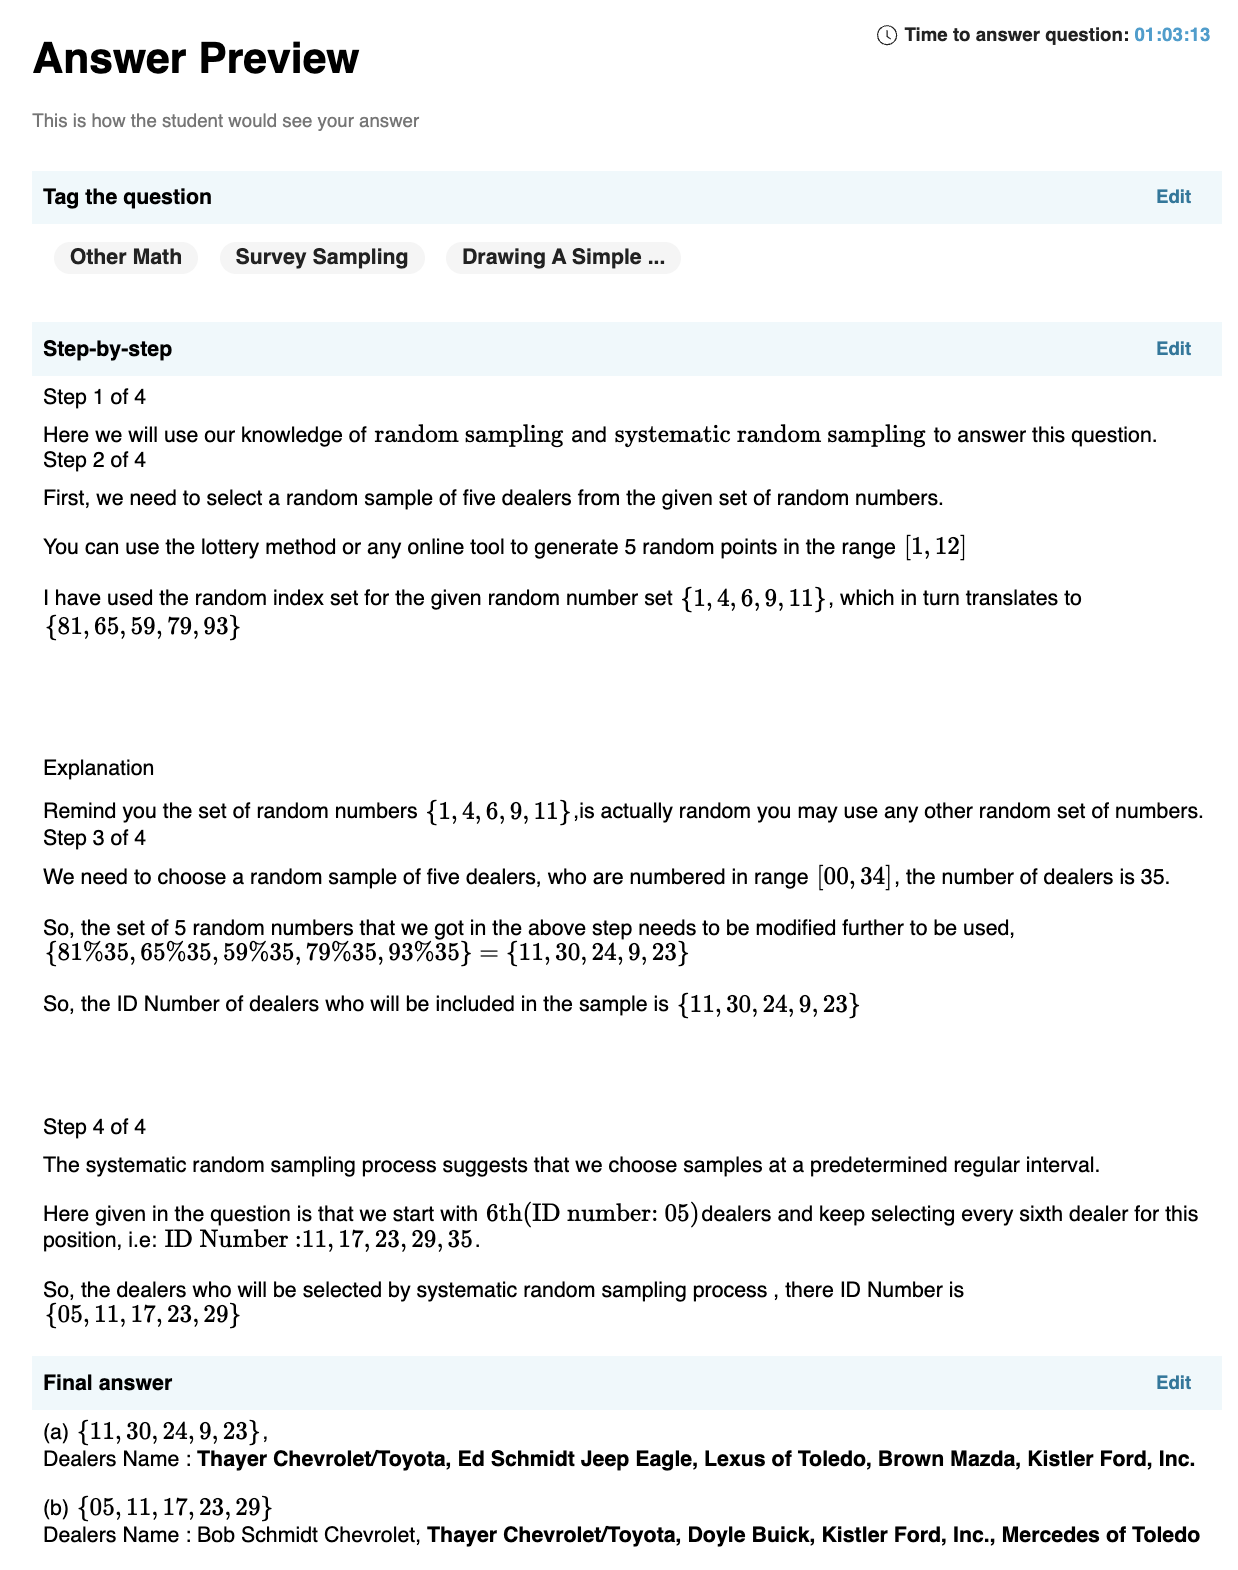 Time to answer question: 01:03:13
Answer Preview
This is how the student would see your answer
Tag the question Edit
Other Math Survey Sampling Drawing A Simple ...
Step-by-step Edit
Step 1 of 4
Here we will use our knowledge of random sampling and systematic random sampling to answer this question.
Step 2 of 4
First, we need to select a random sample of five dealers from the given set of random numbers.
You can use the lottery method or any online tool to generate 5 random points in the range [1, 12]
I have used the random index set for the given random number set {1, 4, 6, 9, 11}, which in turn translates to
{81, 65, 59, 79, 93}
Explanation
Remind you the set of random numbers {1, 4, 6, 9, 11},is actually random you may use any other random set of numbers.
Step 3 of 4
We need to choose a random sample of five dealers, who are numbered in range [00, 34], the number of dealers is 35.
So, the set of 5 random numbers that we got in the above step needs to be modified further to be used,
{81%35, 65%35, 59%35, 79%35, 93%35} = {11, 30, 24, 9, 23}
So, the ID Number of dealers who will be included in the sample is {11, 30, 24, 9, 23}
Step 4 of 4
The systematic random sampling process suggests that we choose samples at a predetermined regular interval.
Here given in the question is that we start with 6th(ID number: 05)dealers and keep selecting every sixth dealer for this
position, i.e: ID Number :11, 17, 23, 29, 35.
So, the dealers who will be selected by systematic random sampling process , there ID Number is
{05, 11, 17, 23, 29}
Final answer Edit
(a) {11, 30, 24, 9, 23},
Dealers Name : Thayer Chevrolet/Toyota, Ed Schmidt Jeep Eagle, Lexus of Toledo, Brown Mazda, Kistler Ford, Inc.
(b) {05, 11, 17, 23, 29}
Dealers Name : Bob Schmidt Chevrolet, Thayer Chevrolet/Toyota, Doyle Buick, Kistler Ford, Inc., Mercedes of Toledo